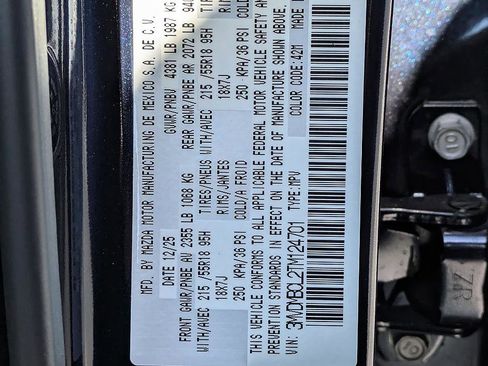 MFD. BY MAZDA MOTOR MANUFACTURING DE MEXICO S.A. DE C.V.
DATE 12/25 GVWR/PNBV 4381 LB 1987 KG
FRONT GAWR/PNBE AV 2355 LB 1068 KG REAR GAWR/PNBE AR 2072 LB 940
WITH/AVEC 215/55R18 95H TIRES/PNEUS WITH/AVEC 215/55R18 95H
18X7J RIMS/JANTES 18X7J
250 KPA/36 PSI COLD/A FROID 250 KPA/36 PSI COLD
THIS VEHICLE CONFORMS TO ALL APPLICABLE FEDERAL MOTOR VEHICLE SAFETY AN
PREVENTION STANDARDS IN EFFECT ON THE DATE OF MANUFACTURE SHOWN ABOVE.
VIN: 3MVDMBCL2TM124701 TYPE: MPV COLOR CODE: 42M